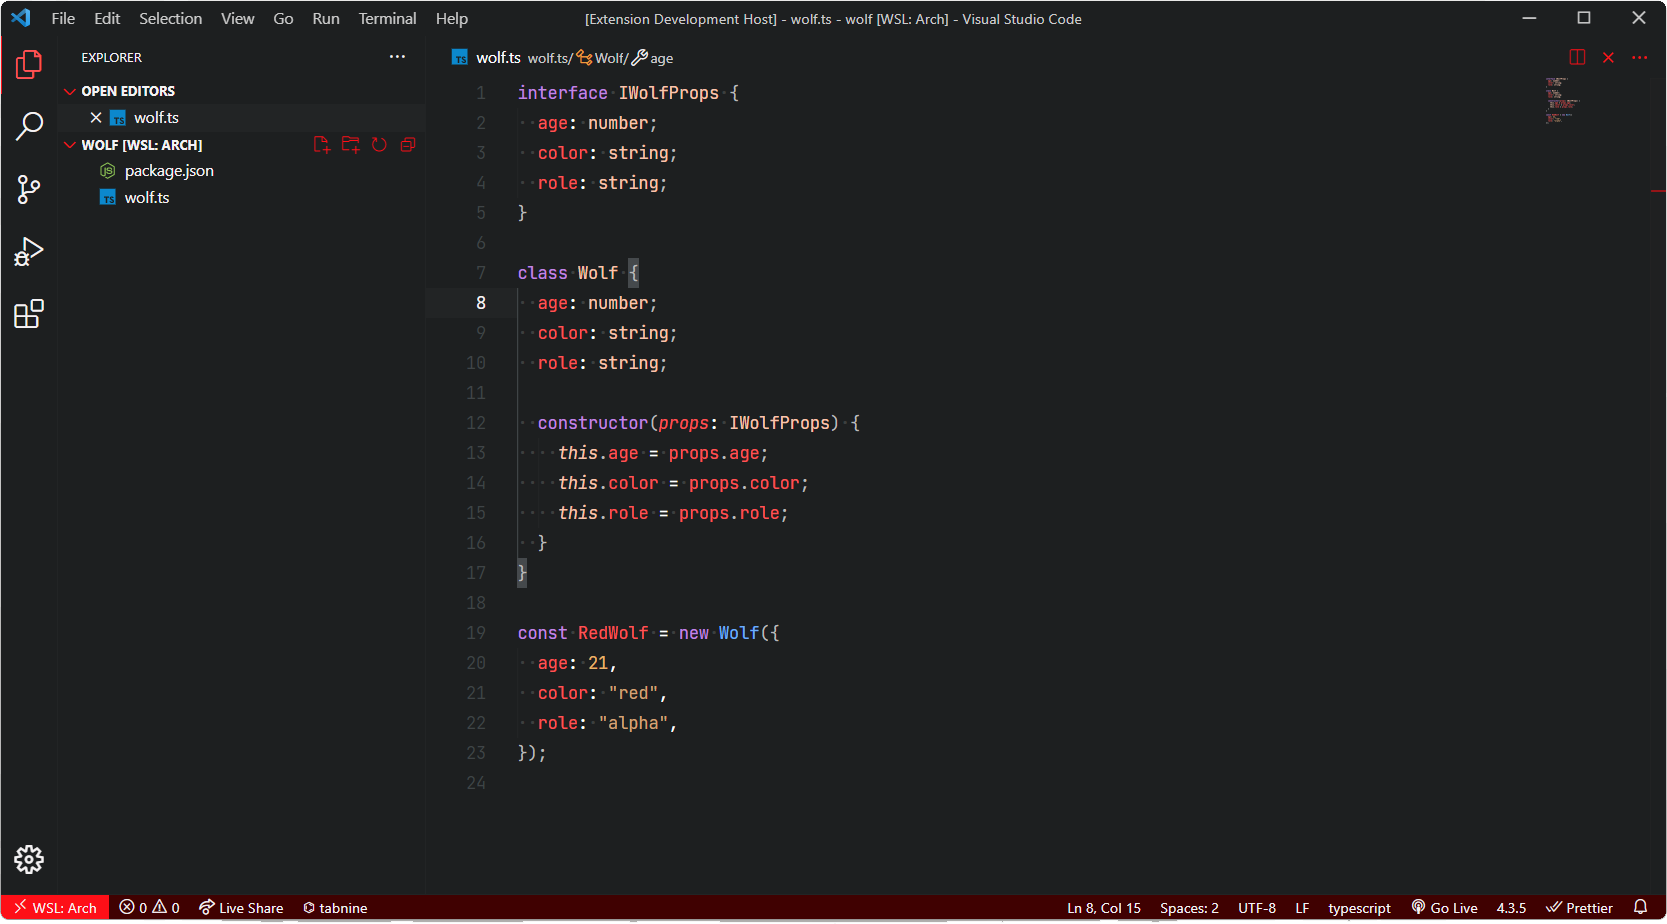 File Edit Selection View Go Run Terminal Help [Extension Development Host] - wolf.ts - wolf [WSL: Arch] - Visual Studio Code
EXPLORER
OPEN EDITORS
TS wolf.ts
WOLF [WSL: ARCH]
JS package.json
TS wolf.ts
TS wolf.ts wolf.ts/Wolf/age
1 interface IWolfProps {
2 age: number;
3 color: string;
4 role: string;
5 }
6
7 class Wolf {
8 age: number;
9 color: string;
10 role: string;
11
12 constructor(props: IWolfProps) {
13 this.age = props.age;
14 this.color = props.color;
15 this.role = props.role;
16 }
17 }
18
19 const RedWolf = new Wolf({
20 age: 21,
21 color: "red",
22 role: "alpha",
23 });
24
WSL: Arch 0 0 Live Share tabnine Ln 8, Col 15 Spaces: 2 UTF-8 LF typescript Go Live 4.3.5 Prettier